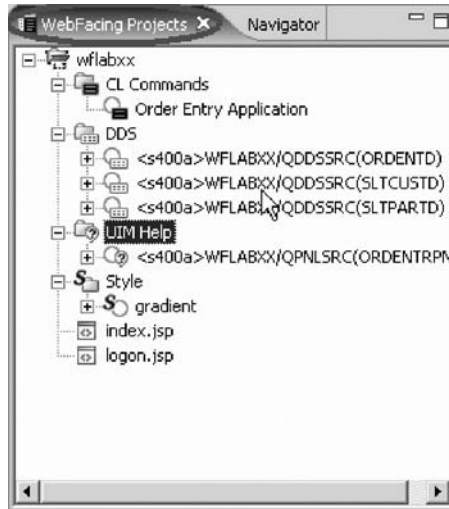 WebFacing Projects Navigator
wflabxx
CL Commands
Order Entry Application
DDS
<s400a>WFLABXX/QDDSSRC(ORDENTD)
<s400a>WFLABXX/QDDSSRC(SLTCUSTD)
<s400a>WFLABXX/QDDSSRC(SLTPARTD)
UIM Help
<s400a>WFLABXX/QPNLSRC(ORDENTRPN
Style
gradient
index.jsp
logon.jsp